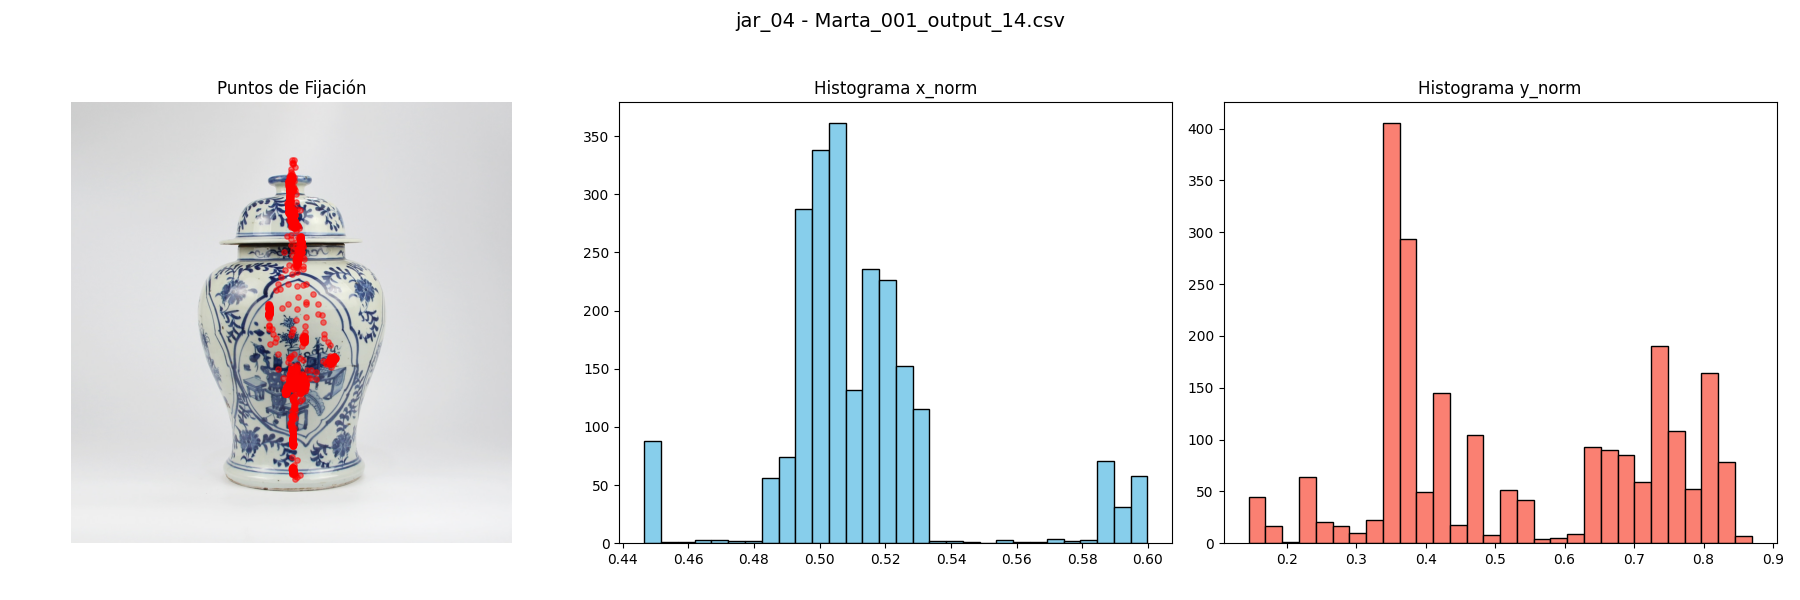 jar_04 - Marta_001_output_14.csv
Puntos de Fijación
Histograma x_norm
350
300
250
200
150
100
50
0
0.44 0.46 0.48 0.50 0.52 0.54 0.56 0.58 0.60
Histograma y_norm
400
350
300
250
200
150
100
50
0
0.2 0.3 0.4 0.5 0.6 0.7 0.8 0.9